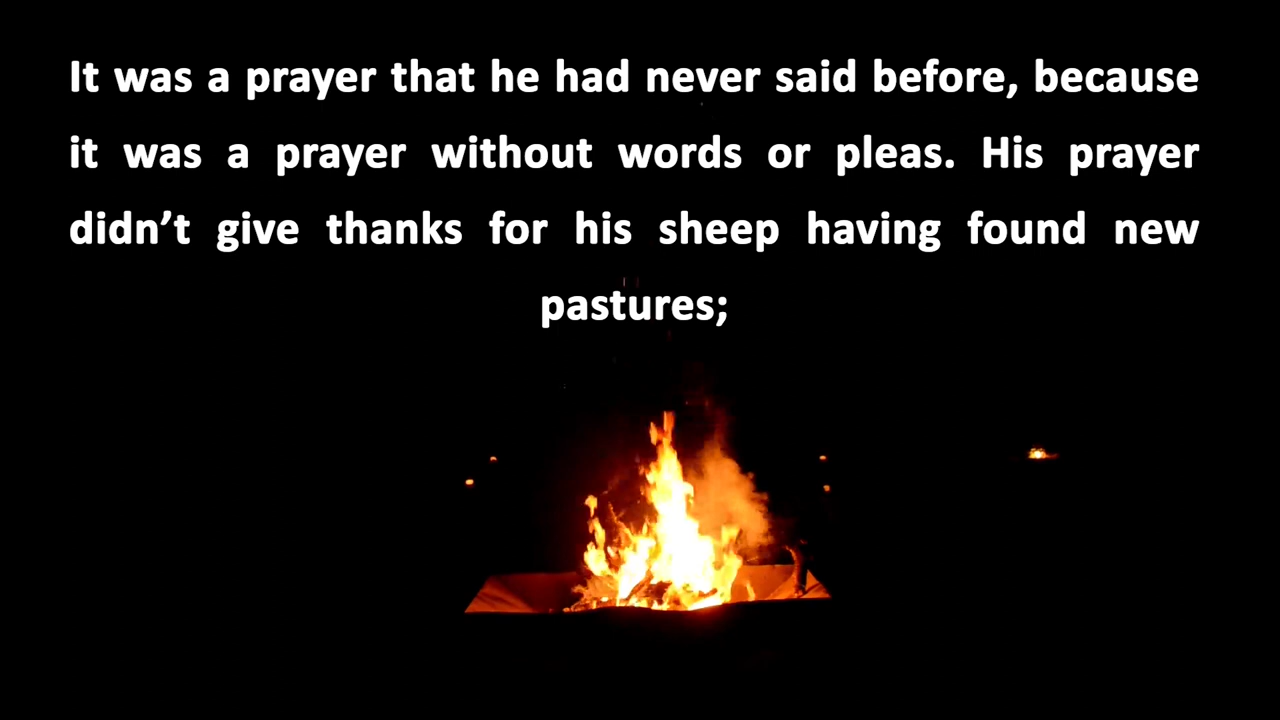 It was a prayer that he had never said before, because
it was a prayer without words or pleas. His prayer
didn’t give thanks for his sheep having found new
pastures;